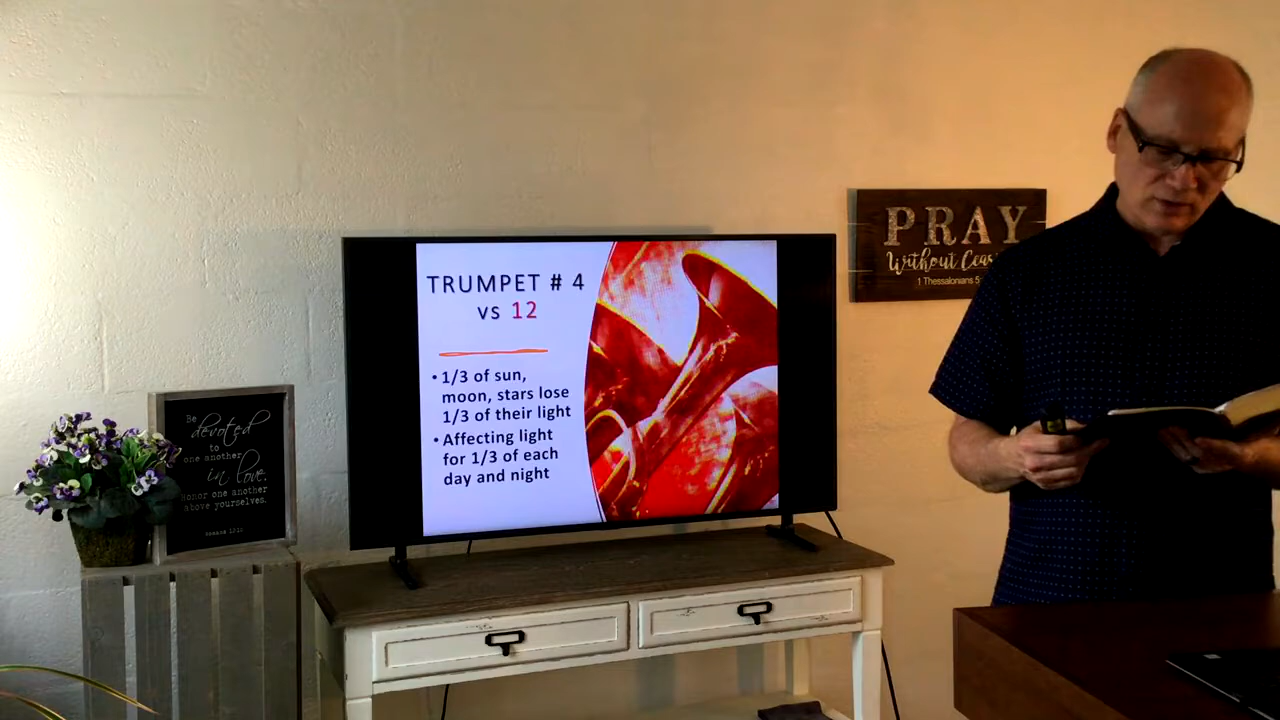 TRUMPET # 4
vs 12
• 1/3 of sun,
moon, stars lose
1/3 of their light
• Affecting light
for 1/3 of each
day and night
PRAY
Without
1 Thessalonians 5
Be
devoted
to
one another
in love.
Honor one another
above yourselves.